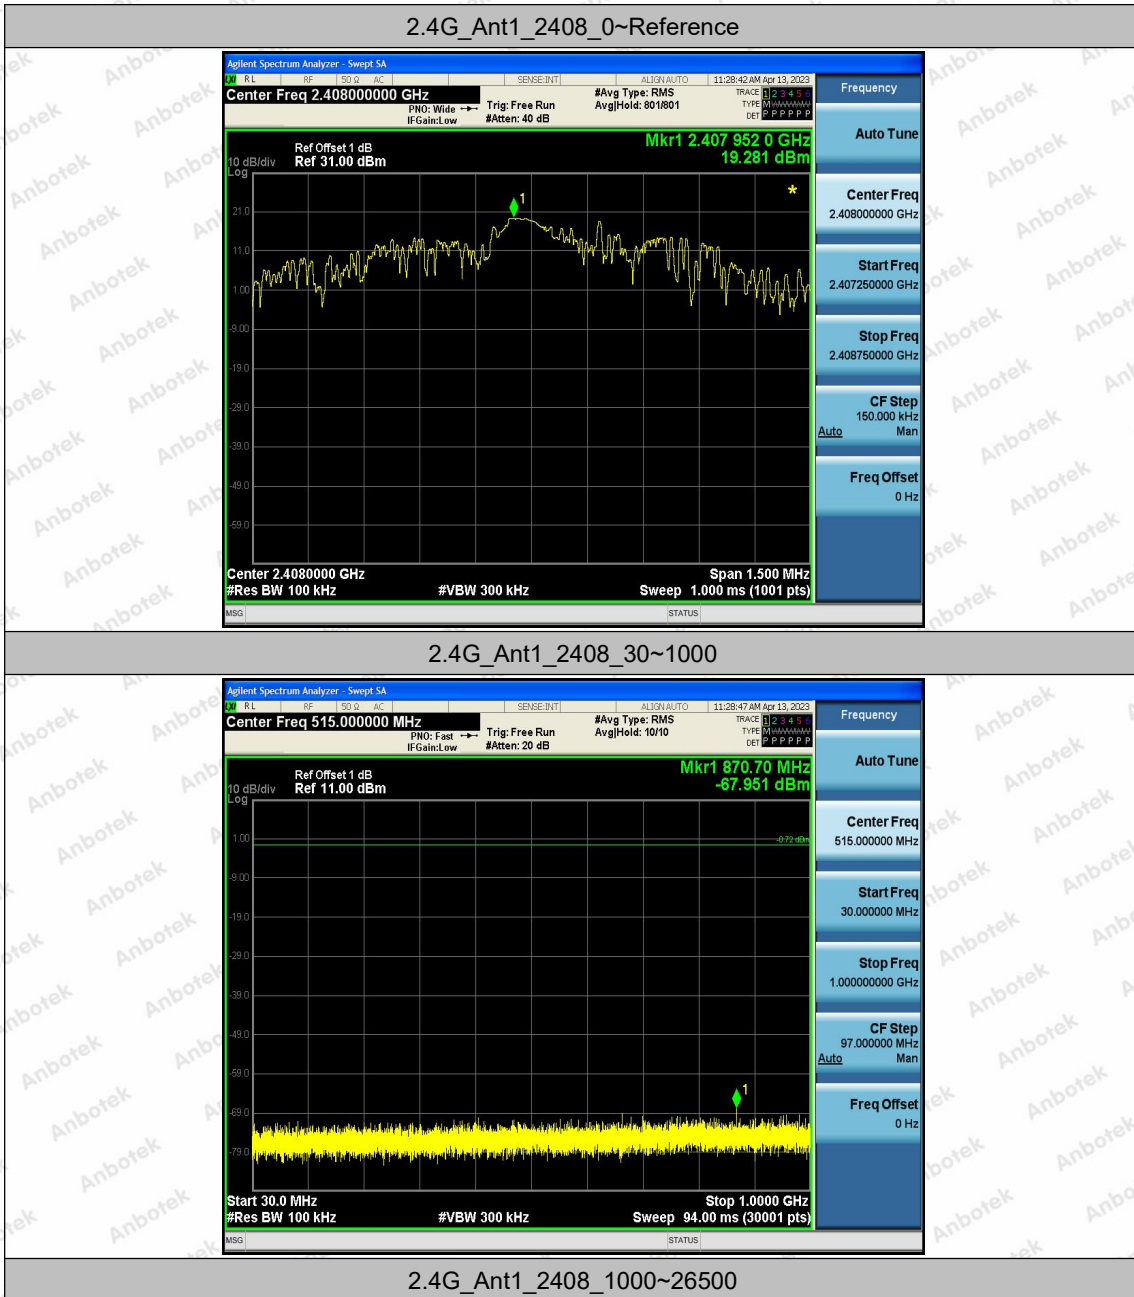 2.4G_Ant1_2408_0~Reference
Agilent Spectrum Analyzer - Swept SA
LXI RL RF 50 Ω AC SENSE:INT ALIGN AUTO 11:28:42 AM Apr 13, 2023
Center Freq 2.408000000 GHz
PNO: Wide
IFGain:Low
Trig: Free Run
#Atten: 40 dB
#Avg Type: RMS
Avg|Hold: 801/801
TRACE 1 2 3 4 5 6
TYPE M
DET P P P P P P
Frequency
Mkr1 2.407 952 0 GHz
19.281 dBm
Ref Offset 1 dB
10 dB/div Ref 31.00 dBm
Log
1
*
21.0
11.0
1.00
-9.00
-19.0
-29.0
-39.0
-49.0
-59.0
Center 2.4080000 GHz Span 1.500 MHz
#Res BW 100 kHz #VBW 300 kHz Sweep 1.000 ms (1001 pts)
MSG STATUS
Auto Tune
Center Freq
2.408000000 GHz
Start Freq
2.407250000 GHz
Stop Freq
2.408750000 GHz
CF Step
150.000 kHz
Auto Man
Freq Offset
0 Hz
2.4G_Ant1_2408_30~1000
Agilent Spectrum Analyzer - Swept SA
LXI RL RF 50 Ω AC SENSE:INT ALIGN AUTO 11:28:47 AM Apr 13, 2023
Center Freq 515.000000 MHz
PNO: Fast
IFGain:Low
Trig: Free Run
#Atten: 20 dB
#Avg Type: RMS
Avg|Hold: 10/10
TRACE 1 2 3 4 5 6
TYPE M
DET P P P P P P
Frequency
Mkr1 870.70 MHz
-67.951 dBm
Ref Offset 1 dB
10 dB/div Ref 11.00 dBm
Log
1.00
-0.72 dBm
-9.00
-19.0
-29.0
-39.0
-49.0
-59.0
1
-69.0
-79.0
Start 30.0 MHz Stop 1.0000 GHz
#Res BW 100 kHz #VBW 300 kHz Sweep 94.00 ms (30001 pts)
MSG STATUS
Auto Tune
Center Freq
515.000000 MHz
Start Freq
30.000000 MHz
Stop Freq
1.000000000 GHz
CF Step
97.000000 MHz
Auto Man
Freq Offset
0 Hz
2.4G_Ant1_2408_1000~26500